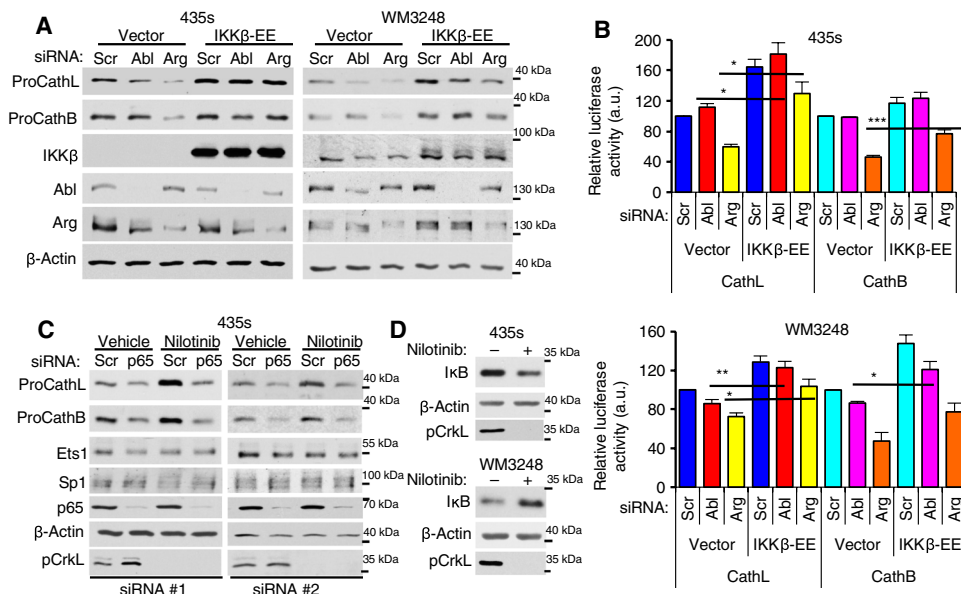 A
435s
WM3248
Vector IKKβ-EE Vector IKKβ-EE
siRNA: Scr Abl Arg Scr Abl Arg Scr Abl Arg Scr Abl Arg
ProCathL
40 kDa
ProCathB
40 kDa
IKKβ
100 kDa
Abl
130 kDa
Arg
130 kDa
β-Actin
40 kDa
B
435s
Relative luciferase
activity (a.u.)
200
160
120
80
40
0
*
*
***
siRNA: Scr Abl Arg Scr Abl Arg Scr Abl Arg Scr Abl Arg
Vector IKKβ-EE Vector IKKβ-EE
CathL CathB
WM3248
Relative luciferase
activity (a.u.)
160
120
80
40
0
**
*
*
siRNA: Scr Abl Arg Scr Abl Arg Scr Abl Arg Scr Abl Arg
Vector IKKβ-EE Vector IKKβ-EE
CathL CathB
C
435s
Vehicle Nilotinib Vehicle Nilotinib
siRNA: Scr p65 Scr p65 Scr p65 Scr p65
ProCathL
40 kDa
ProCathB
40 kDa
Ets1
55 kDa
Sp1
100 kDa
p65
70 kDa
β-Actin
40 kDa
pCrkL
35 kDa
siRNA #1 siRNA #2
D
435s
Nilotinib: – +
35 kDa
IκB
β-Actin
40 kDa
pCrkL
35 kDa
WM3248
Nilotinib: – +
35 kDa
IκB
β-Actin
40 kDa
pCrkL
35 kDa